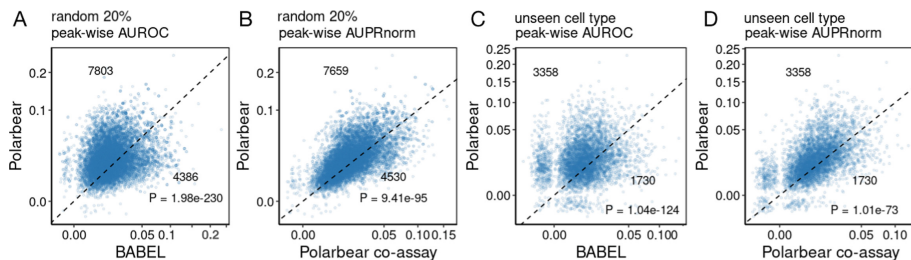 A
random 20%
peak-wise AUROC
Polarbear
0.2
0.1
0.0
7803
4386
P = 1.98e-230
0.00
0.05
0.1
0.2
BABEL
B
random 20%
peak-wise AUPRnorm
Polarbear
0.2
0.1
0.0
7659
4530
P = 9.41e-95
0.00
0.05
0.10
0.15
Polarbear co-assay
C
unseen cell type
peak-wise AUROC
Polarbear
0.25
0.20
0.15
0.10
0.05
0.00
3358
1730
P = 1.04e-124
0.00
0.05
0.100
BABEL
D
unseen cell type
peak-wise AUPRnorm
Polarbear
0.25
0.20
0.15
0.10
0.05
0.00
3358
1730
P = 1.01e-73
0.00
0.05
0.10
Polarbear co-assay